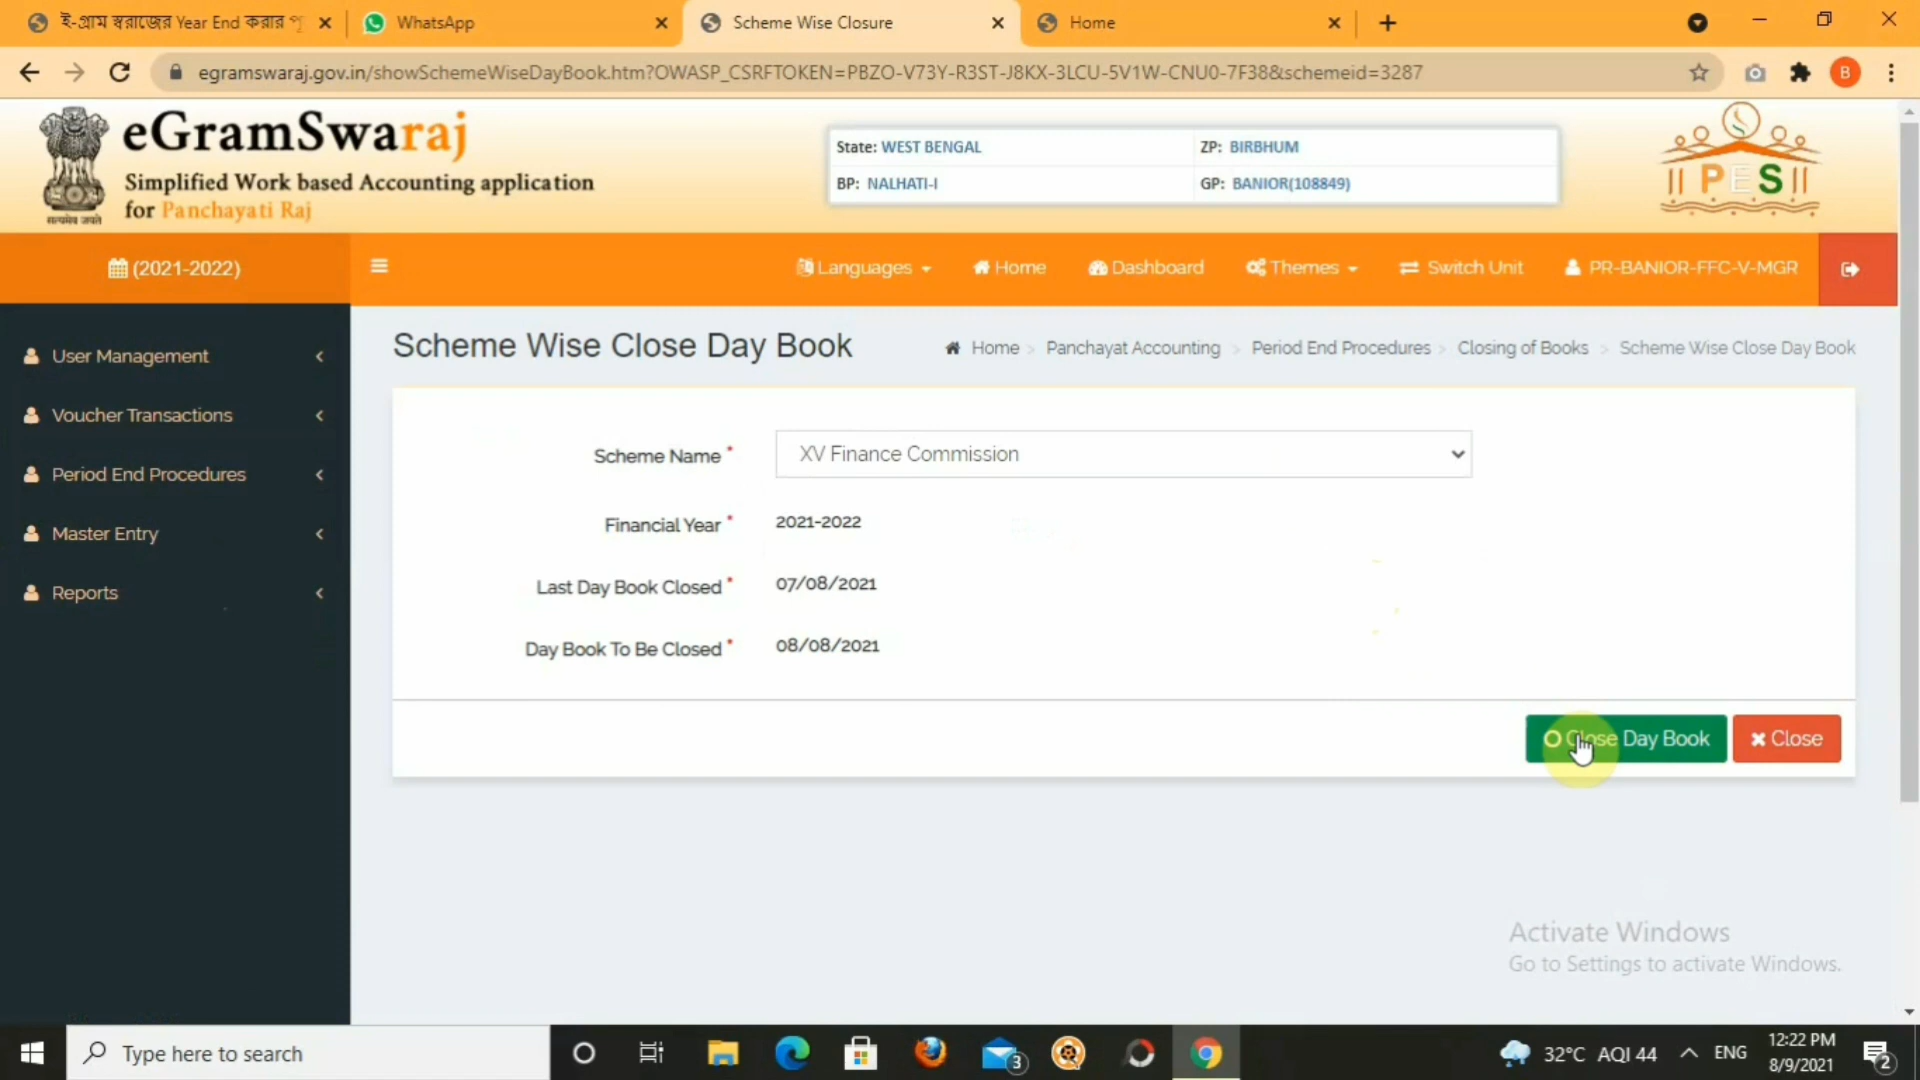 ই-গ্রাম স্বরাজের Year End করার প
WhatsApp
Scheme Wise Closure
Home
egramswaraj.gov.in/showSchemeWiseDayBook.htm?OWASP_CSRFTOKEN=PBZO-V73Y-R3ST-J8KX-3LCU-5V1W-CNU0-7F38&schemeid=3287
B
eGramSwaraj
Simplified Work based Accounting application
for Panchayati Raj
सत्यमेव जयते
State: WEST BENGAL
ZP: BIRBHUM
BP: NALHATI-I
GP: BANIOR(108849)
PES
(2021-2022)
Languages
Home
Dashboard
Themes
Switch Unit
PR-BANIOR-FFC-V-MGR
User Management
Voucher Transactions
Period End Procedures
Master Entry
Reports
Scheme Wise Close Day Book
Home > Panchayat Accounting > Period End Procedures > Closing of Books > Scheme Wise Close Day Book
Scheme Name * XV Finance Commission
Financial Year * 2021-2022
Last Day Book Closed * 07/08/2021
Day Book To Be Closed * 08/08/2021
Close Day Book
Close
Activate Windows
Go to Settings to activate Windows.
Type here to search
3
32°C AQI 44
ENG
12:22 PM
8/9/2021
2